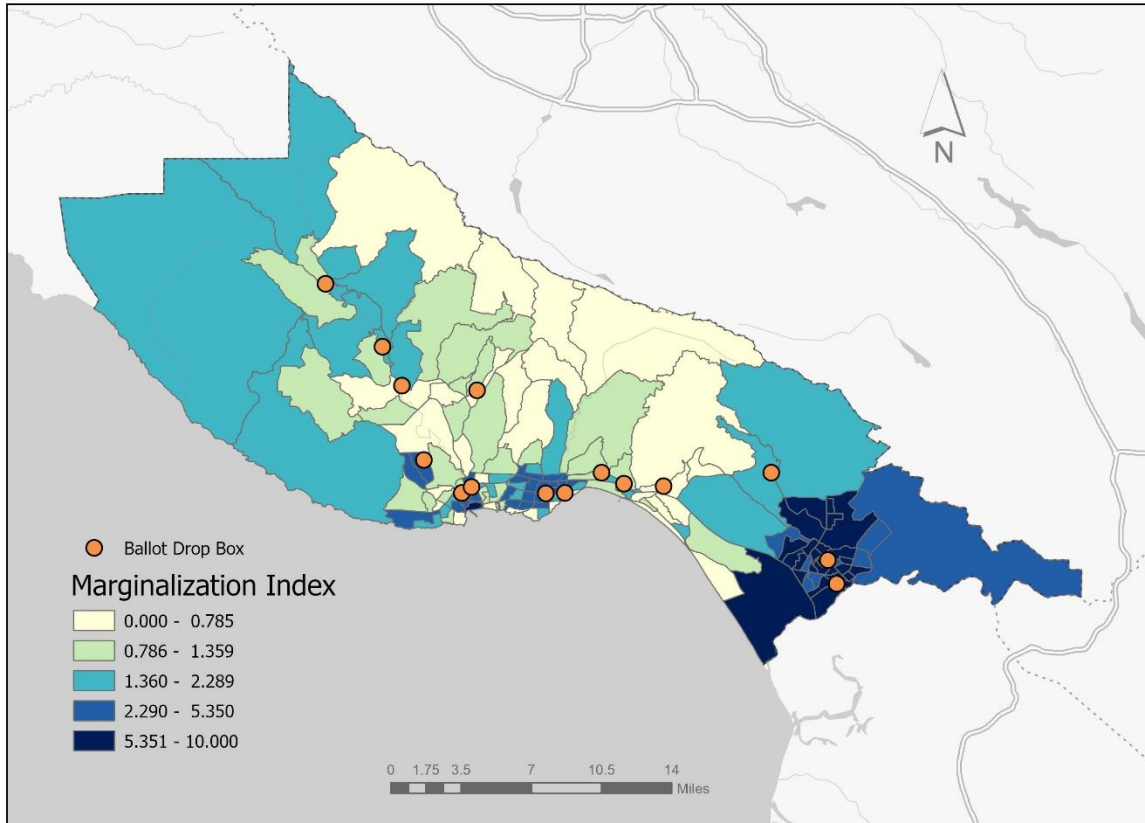 N
Ballot Drop Box
Marginalization Index
0.000 - 0.785
0.786 - 1.359
1.360 - 2.289
2.290 - 5.350
5.351 - 10.000
0 1.75 3.5 7 10.5 14
Miles